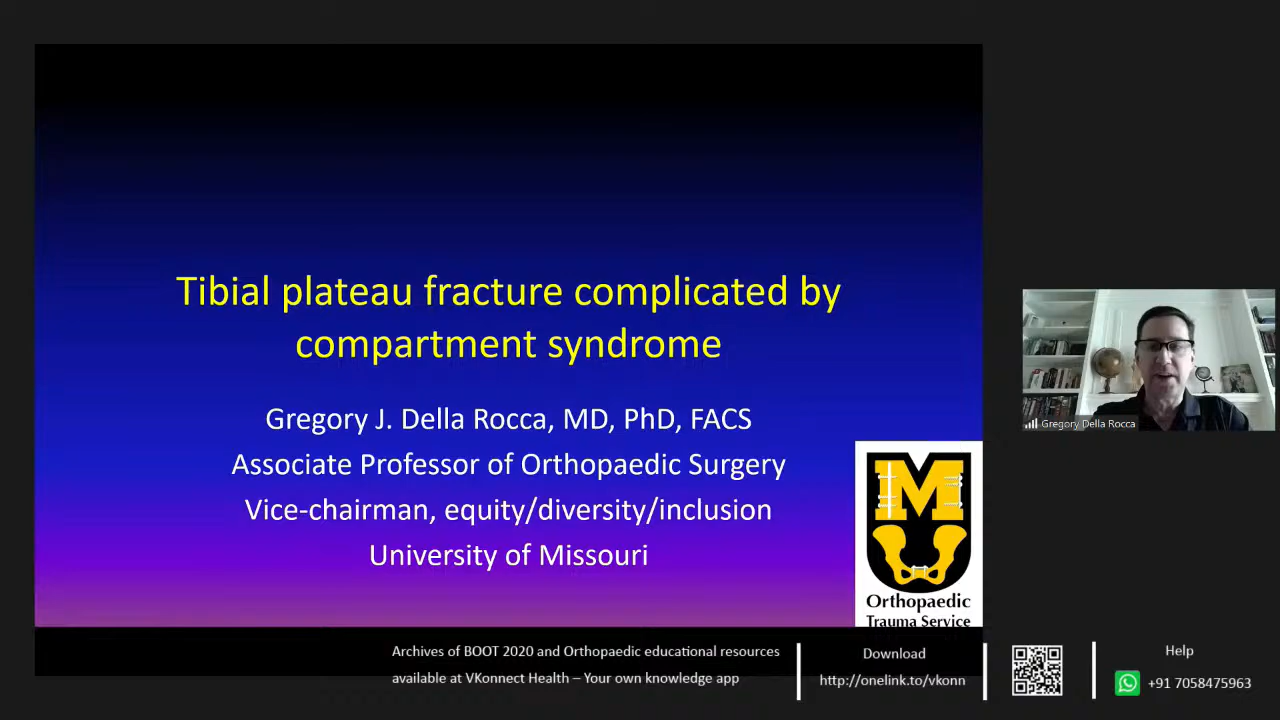 Tibial plateau fracture complicated by
compartment syndrome
Gregory J. Della Rocca, MD, PhD, FACS
Associate Professor of Orthopaedic Surgery
Vice-chairman, equity/diversity/inclusion
University of Missouri
M
Orthopaedic
Trauma Service
Gregory Della Rocca
Archives of BOOT 2020 and Orthopaedic educational resources
available at VKonnect Health – Your own knowledge app
Download
http://onelink.to/vkonn
Help
+91 7058475963